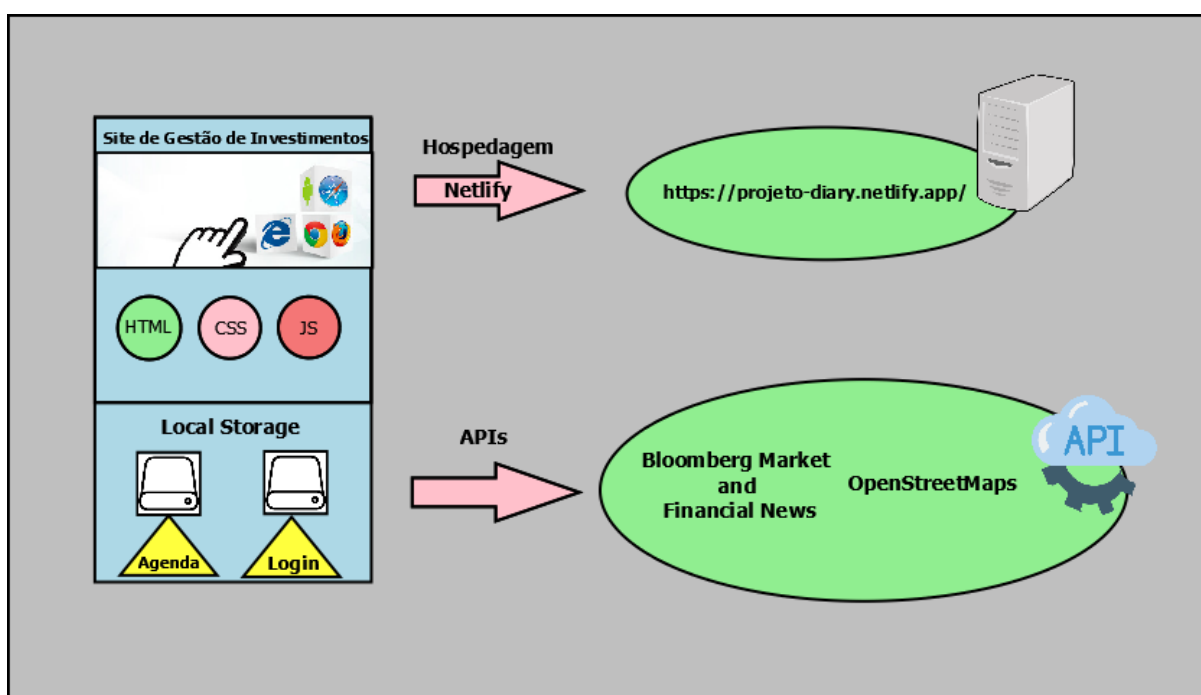 Site de Gestão de Investimentos
HTML
CSS
JS
Local Storage
Agenda
Login
Hospedagem
Netlify
https://projeto-diary.netlify.app/
APIs
Bloomberg Market
and
Financial News
OpenStreetMaps
API